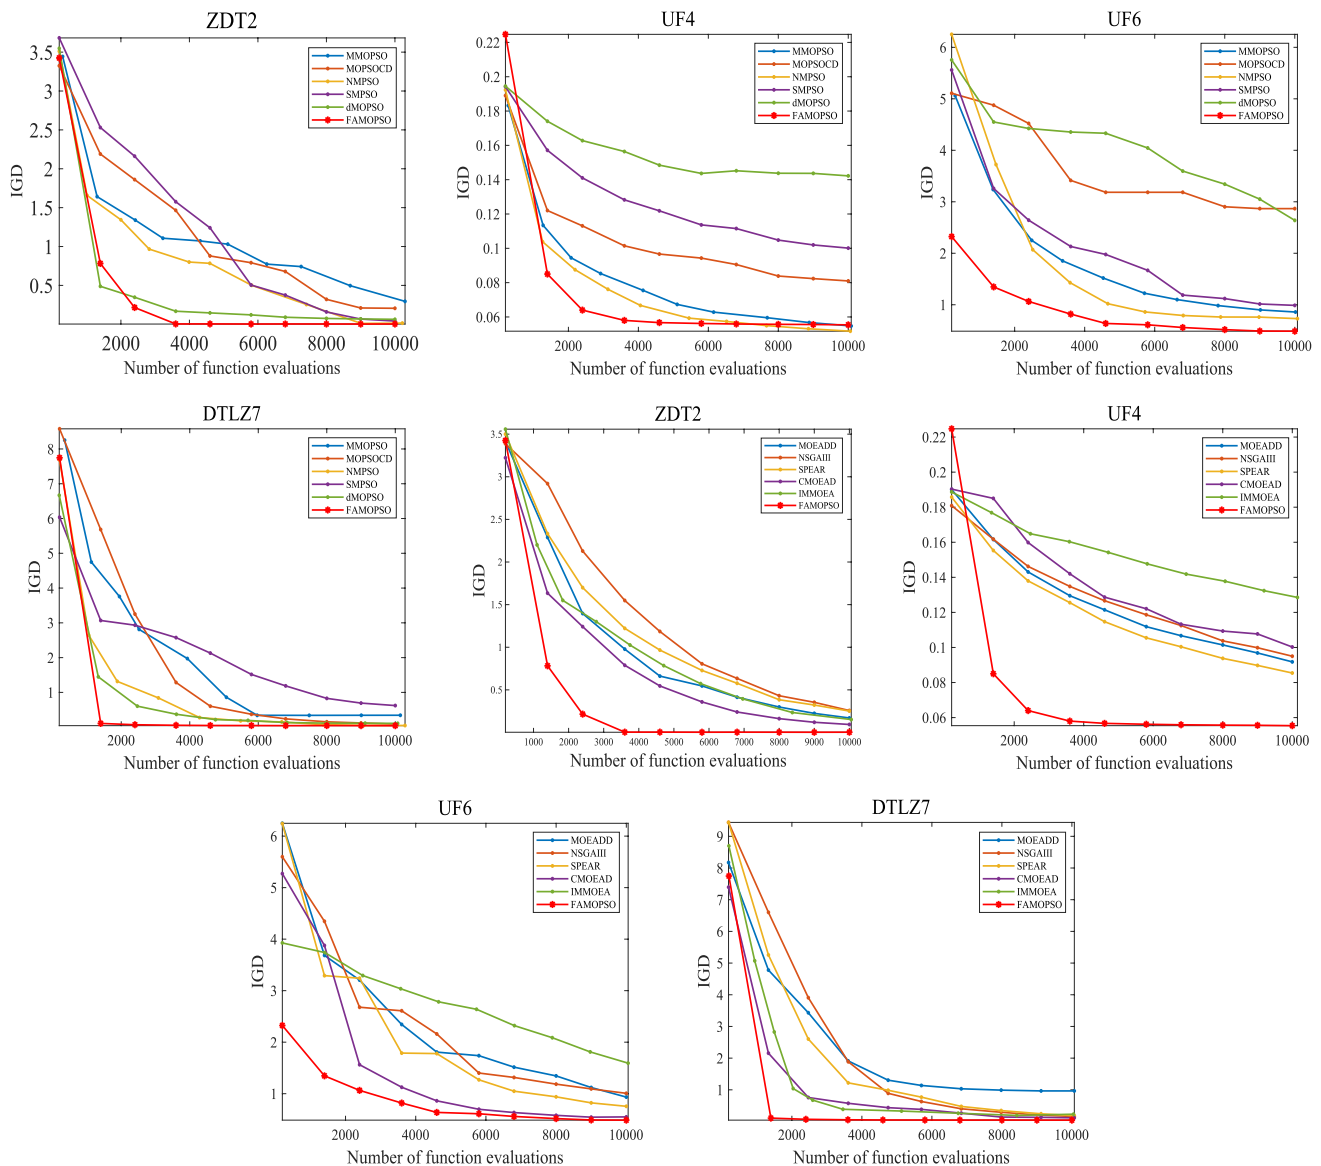 ZDT2
3.5
3
2.5
2
1.5
1
0.5
IGD
MMOPSO
MOPSOCD
NMPSO
SMPSO
dMOPSO
FAMOPSO
2000 4000 6000 8000 10000
Number of function evaluations
UF4
0.22
0.2
0.18
0.16
0.14
0.12
0.1
0.08
0.06
IGD
MMOPSO
MOPSOCD
NMPSO
SMPSO
dMOPSO
FAMOPSO
2000 4000 6000 8000 10000
Number of function evaluations
UF6
6
5
4
3
2
1
IGD
MMOPSO
MOPSOCD
NMPSO
SMPSO
dMOPSO
FAMOPSO
2000 4000 6000 8000 10000
Number of function evaluations
DTLZ7
8
7
6
5
4
3
2
1
IGD
MMOPSO
MOPSOCD
NMPSO
SMPSO
dMOPSO
FAMOPSO
2000 4000 6000 8000 10000
Number of function evaluations
ZDT2
3.5
3
2.5
2
1.5
1
0.5
IGD
MOEADD
NSGAIII
SPEAR
CMOEAD
IMMOEA
FAMOPSO
1000 2000 3000 4000 5000 6000 7000 8000 9000 10000
Number of function evaluations
UF4
0.22
0.2
0.18
0.16
0.14
0.12
0.1
0.08
0.06
IGD
MOEADD
NSGAIII
SPEAR
CMOEAD
IMMOEA
FAMOPSO
2000 4000 6000 8000 10000
Number of function evaluations
UF6
6
5
4
3
2
1
IGD
MOEADD
NSGAIII
SPEAR
CMOEAD
IMMOEA
FAMOPSO
2000 4000 6000 8000 10000
Number of function evaluations
DTLZ7
9
8
7
6
5
4
3
2
1
IGD
MOEADD
NSGAIII
SPEAR
CMOEAD
IMMOEA
FAMOPSO
2000 4000 6000 8000 10000
Number of function evaluations